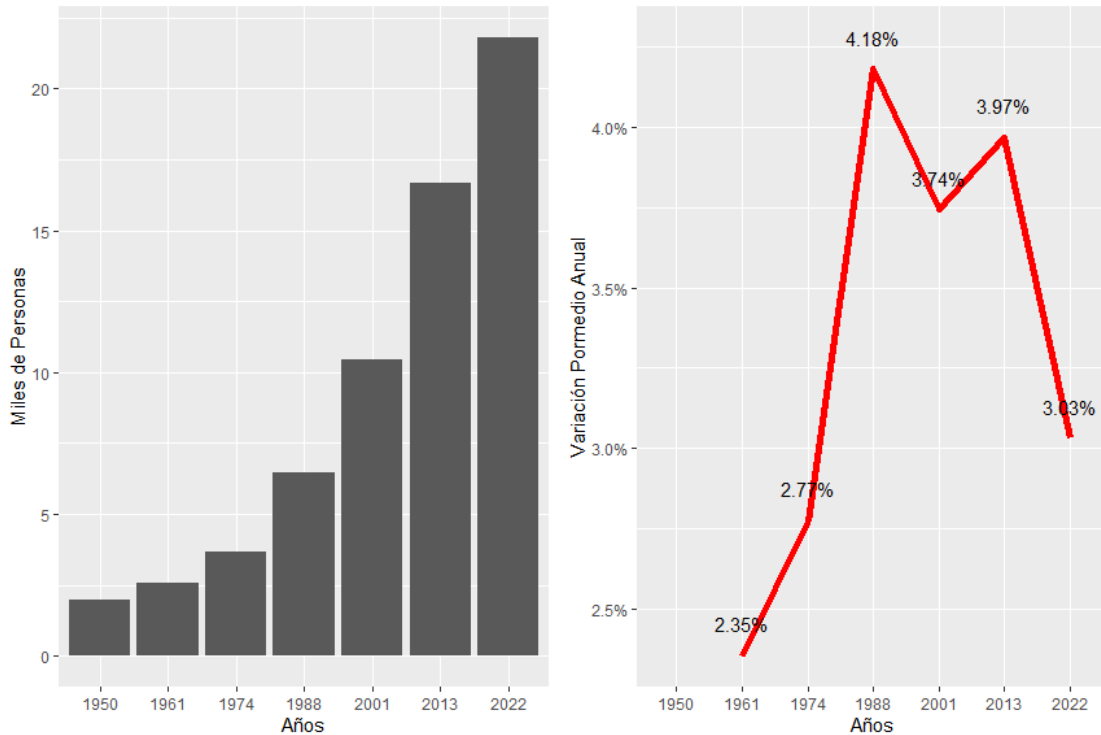 Miles de Personas
20
15
10
5
0
1950 1961 1974 1988 2001 2013 2022
Años
Variación Pormedio Anual
4.0%
3.5%
3.0%
2.5%
2.35%
2.77%
4.18%
3.74%
3.97%
3.03%
1950 1961 1974 1988 2001 2013 2022
Años